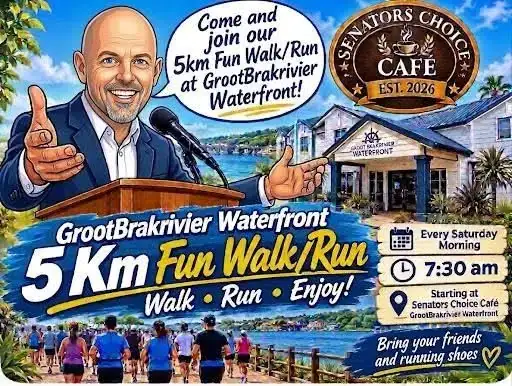 Come and
join our
5km Fun Walk/Run
at GrootBrakrivier
Waterfront!
SENATORS CHOICE
CAFÉ
EST. 2026
GROOT BRAKRIVIER
WATERFRONT
GrootBrakrivier Waterfront
5 Km Fun Walk/Run
Walk • Run • Enjoy!
Every Saturday
Morning
7:30 am
Starting at
Senators Choice Café
GrootBrakrivier Waterfront
Bring your friends
and running shoes